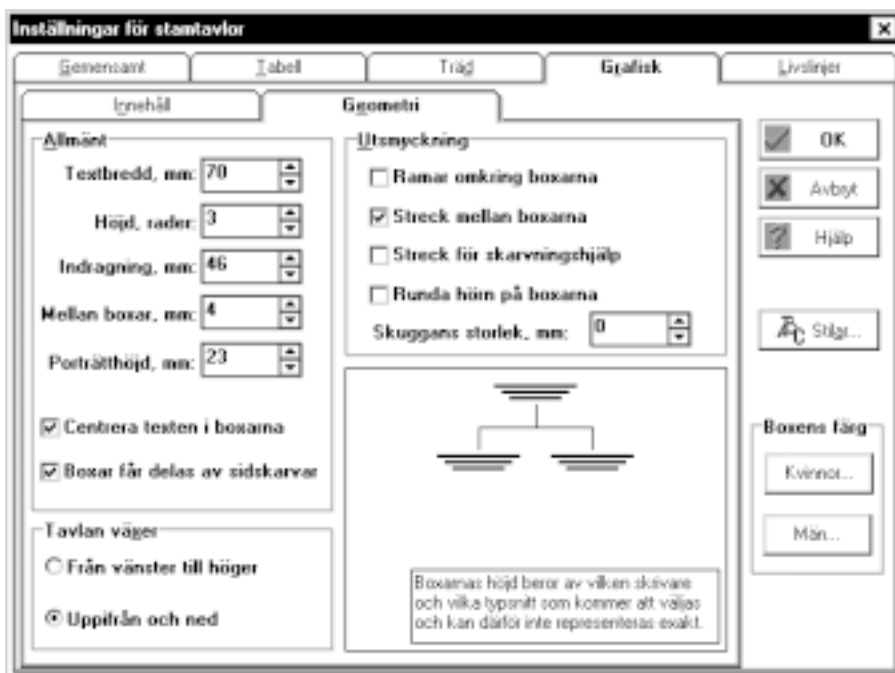 Inställningar för stamtavlor
Gemensamt Tabell Träd Grafisk Livslinjer
Innehåll Geometri
Allmänt
Textbredd, mm: 70
Höjd, rader: 3
Indragning, mm: 46
Mellan boxar, mm: 4
Porträtthöjd, mm: 23
Centrera texten i boxarna
Boxar får delas av sidskarvar
Tavlan växer
Från vänster till höger
Uppifrån och ned
Utsmyckning
Ramar omkring boxarna
Streck mellan boxarna
Streck för skarvningshjälp
Runda hörn på boxarna
Skuggans storlek, mm: 0
Boxarnas höjd beror av vilken skrivare
och vilka typsnitt som kommer att väljas
och kan därför inte representeras exakt.
OK
Avbryt
Hjälp
ABC Stilar...
Boxens färg
Kvinnor...
Män...